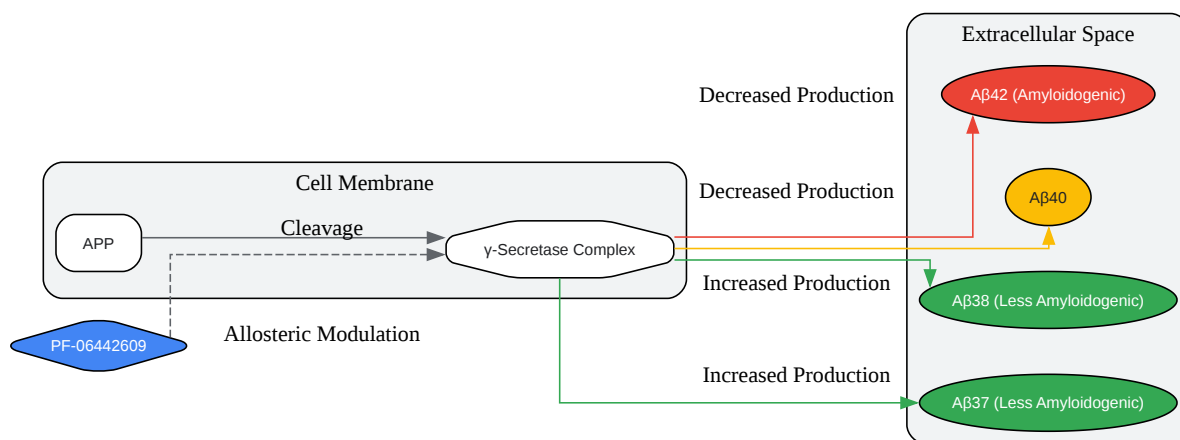 Extracellular Space
Decreased Production
Aβ42 (Amyloidogenic)
Cell Membrane
Decreased Production
Aβ40
APP
Cleavage
γ-Secretase Complex
Increased Production
Aβ38 (Less Amyloidogenic)
PF-06442609
Allosteric Modulation
Increased Production
Aβ37 (Less Amyloidogenic)